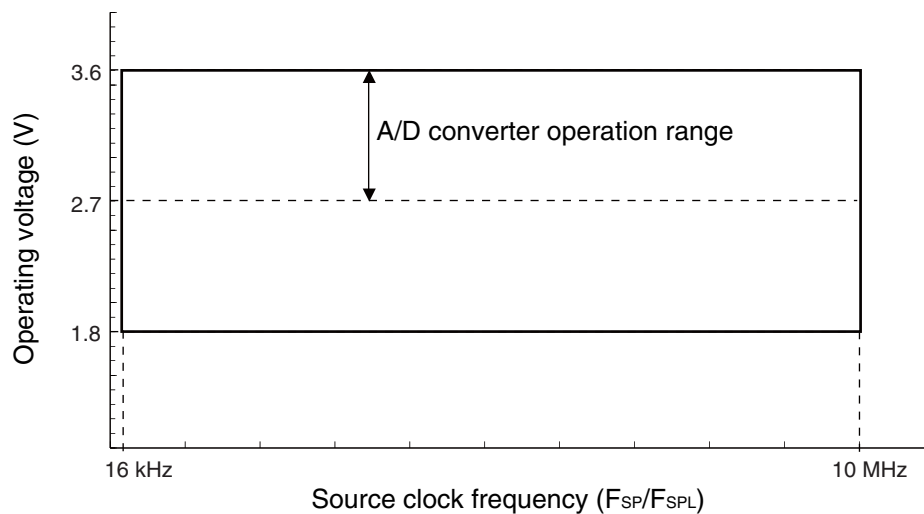 3.6
A/D converter operation range
2.7
1.8
Operating voltage (V)
16 kHz
10 MHz
Source clock frequency (FSP/FSPL)